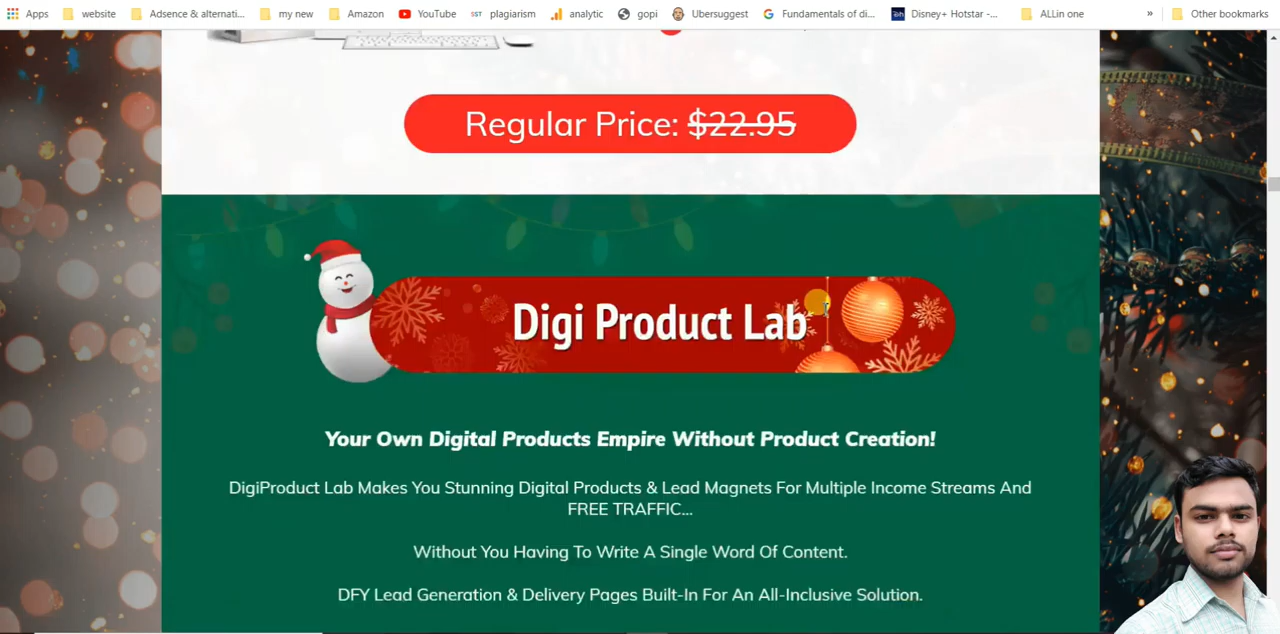 Apps website Adsence & alternati... my new Amazon YouTube SST plagiarism analytic gopi Ubersuggest Fundamentals of di... Disney+ Hotstar -... ALLin one » Other bookmarks
Regular Price: $22.95
Digi Product Lab
Your Own Digital Products Empire Without Product Creation!
DigiProduct Lab Makes You Stunning Digital Products & Lead Magnets For Multiple Income Streams And
FREE TRAFFIC...
Without You Having To Write A Single Word Of Content.
DFY Lead Generation & Delivery Pages Built-In For An All-Inclusive Solution.